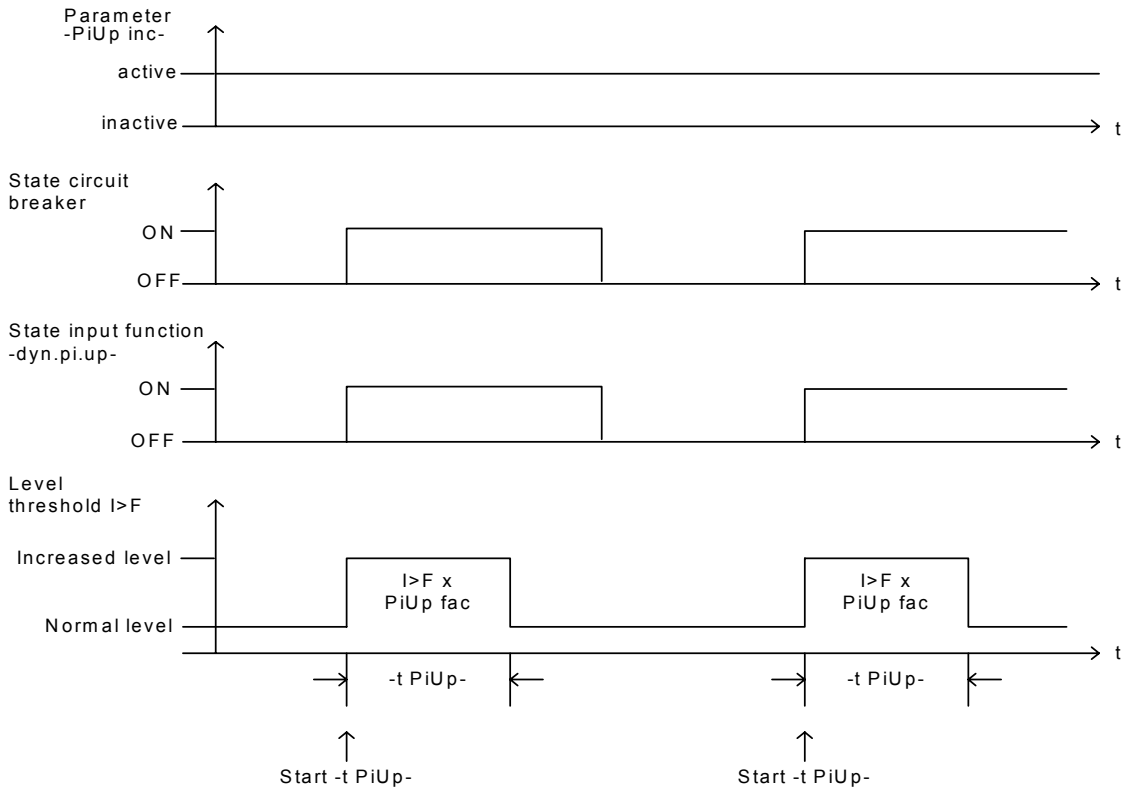 Parameter
-PiUp inc-
active
inactive
t
State circuit
breaker
ON
OFF
t
State input function
-dyn.pi.up-
ON
OFF
t
Level
threshold I>F
Increased level
I>F x
PiUp fac
I>F x
PiUp fac
Normal level
t
-t PiUp-
-t PiUp-
Start -t PiUp-
Start -t PiUp-